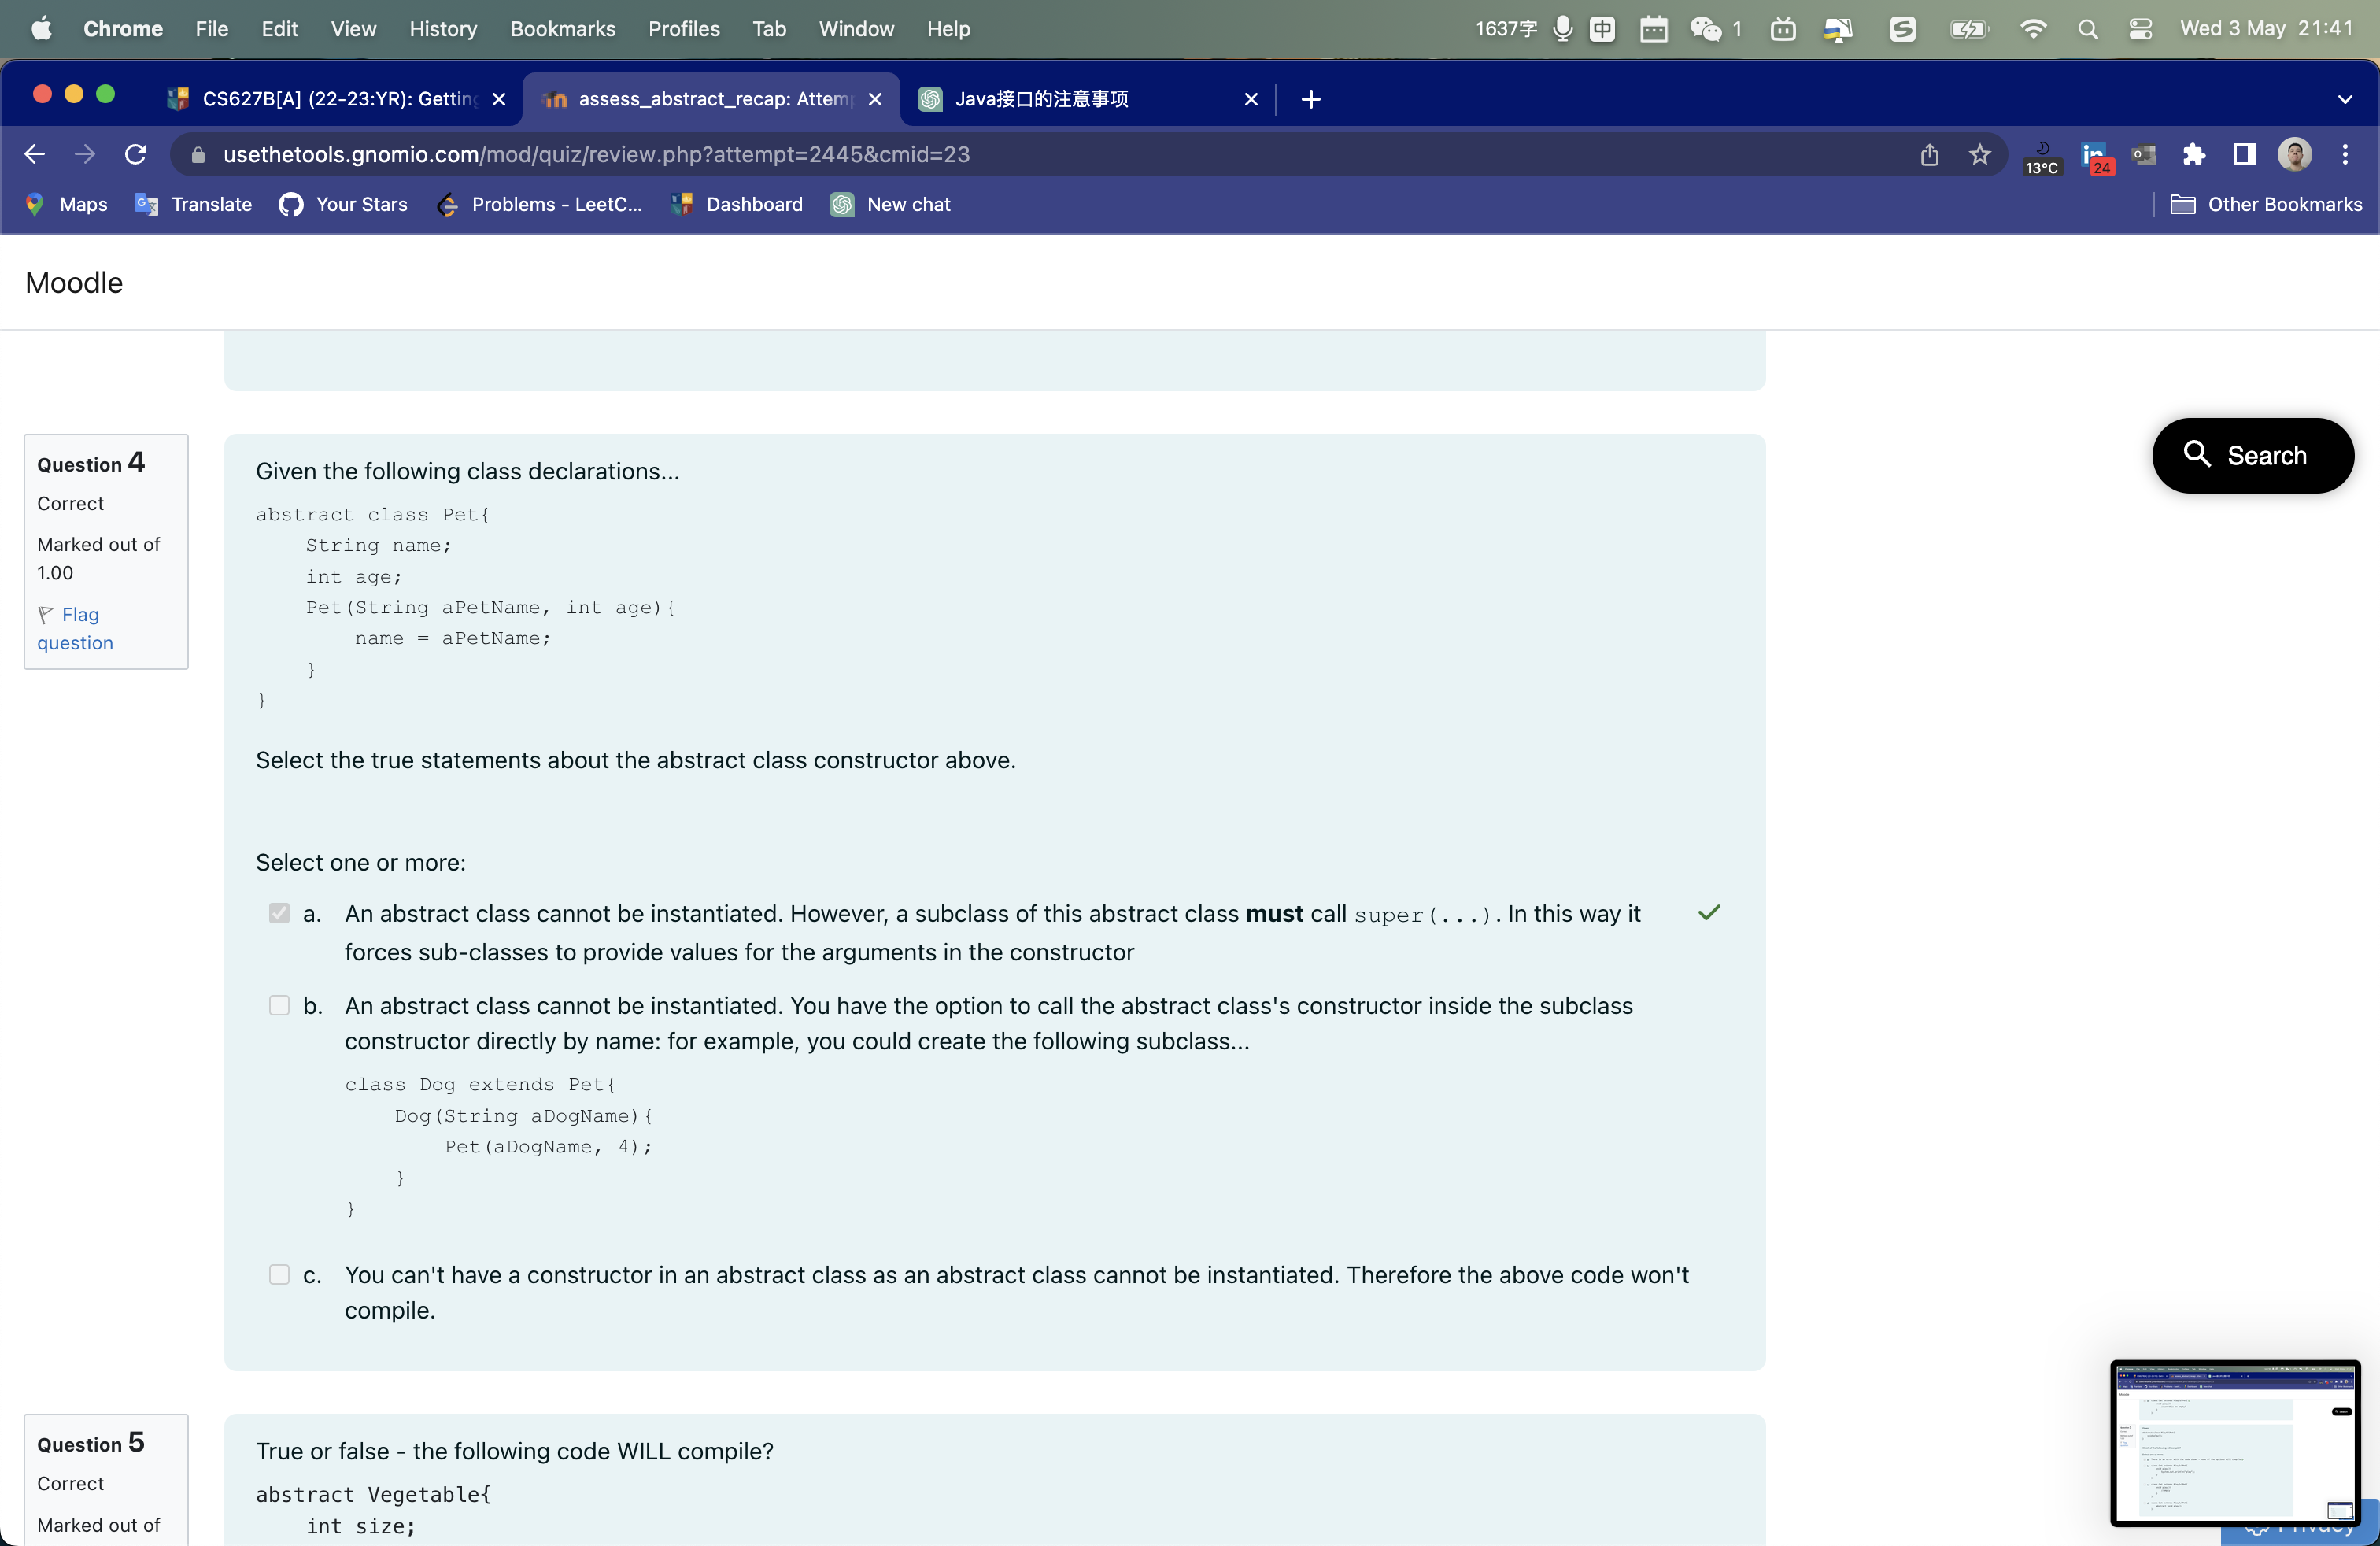 Chrome File Edit View History Bookmarks Profiles Tab Window Help 1637字 中 1 Wed 3 May 21:41
CS627B[A] (22-23:YR): Getting assess_abstract_recap: Attem Java接口的注意事项
usethetools.gnomio.com/mod/quiz/review.php?attempt=2445&cmid=23 13°C 24
Maps Translate Your Stars Problems - LeetC... Dashboard New chat Other Bookmarks
Moodle
Search
Question 4
Correct
Marked out of
1.00
Flag
question
Given the following class declarations...
abstract class Pet{
String name;
int age;
Pet(String aPetName, int age){
name = aPetName;
}
}
Select the true statements about the abstract class constructor above.
Select one or more:
a. An abstract class cannot be instantiated. However, a subclass of this abstract class must call super(...). In this way it
forces sub-classes to provide values for the arguments in the constructor
b. An abstract class cannot be instantiated. You have the option to call the abstract class's constructor inside the subclass
constructor directly by name: for example, you could create the following subclass...
class Dog extends Pet{
Dog(String aDogName){
Pet(aDogName, 4);
}
}
c. You can't have a constructor in an abstract class as an abstract class cannot be instantiated. Therefore the above code won't
compile.
Question 5
Correct
Marked out of
True or false - the following code WILL compile?
abstract Vegetable{
int size;
Privacy